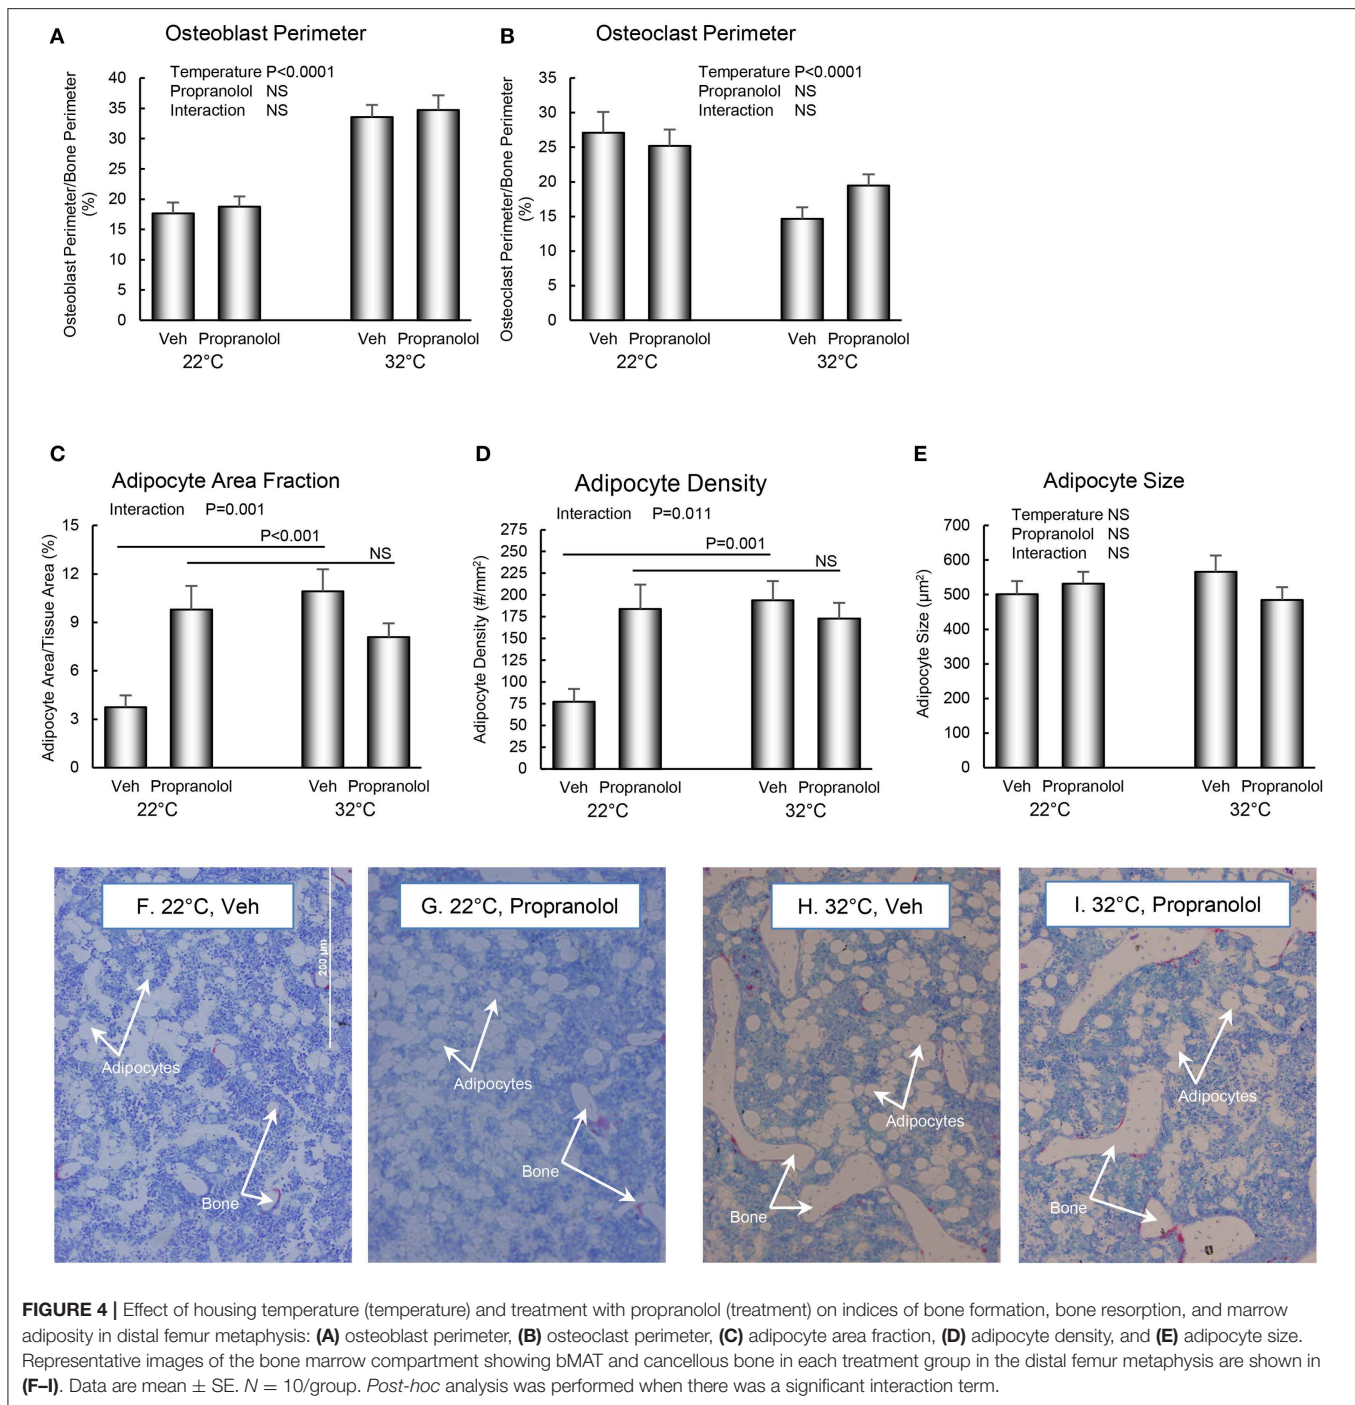 A
Osteoblast Perimeter
Temperature P<0.0001
Propranolol NS
Interaction NS
Osteoblast Perimeter/Bone Perimeter
(%)
40
35
30
25
20
15
10
5
0
Veh Propranolol Veh Propranolol
22°C 32°C
B
Osteoclast Perimeter
Temperature P<0.0001
Propranolol NS
Interaction NS
Osteoclast Perimeter/Bone Perimeter
(%)
35
30
25
20
15
10
5
0
Veh Propranolol Veh Propranolol
22°C 32°C
C
Adipocyte Area Fraction
Interaction P=0.001
P<0.001
NS
Adipocyte Area/Tissue Area (%)
15
12
9
6
3
0
Veh Propranolol Veh Propranolol
22°C 32°C
D
Adipocyte Density
Interaction P=0.011
P=0.001
NS
Adipocyte Density (#/mm²)
275
250
225
200
175
150
125
100
75
50
25
0
Veh Propranolol Veh Propranolol
22°C 32°C
E
Adipocyte Size
Temperature NS
Propranolol NS
Interaction NS
Adipocyte Size (µm²)
700
600
500
400
300
200
100
0
Veh Propranolol Veh Propranolol
22°C 32°C
F. 22°C, Veh
200 µm
Adipocytes
Bone
G. 22°C, Propranolol
Adipocytes
Bone
H. 32°C, Veh
Adipocytes
Bone
I. 32°C, Propranolol
Adipocytes
Bone
FIGURE 4 | Effect of housing temperature (temperature) and treatment with propranolol (treatment) on indices of bone formation, bone resorption, and marrow
adiposity in distal femur metaphysis: (A) osteoblast perimeter, (B) osteoclast perimeter, (C) adipocyte area fraction, (D) adipocyte density, and (E) adipocyte size.
Representative images of the bone marrow compartment showing bMAT and cancellous bone in each treatment group in the distal femur metaphysis are shown in
(F–I). Data are mean ± SE. N = 10/group. Post-hoc analysis was performed when there was a significant interaction term.